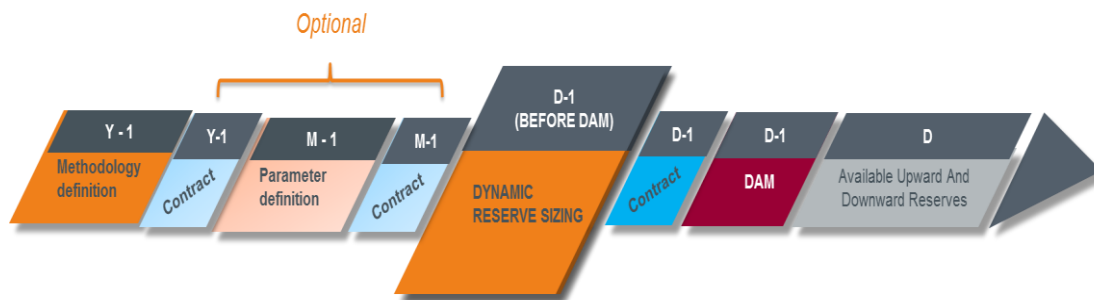 Optional
Y - 1
Methodology
definition
Y-1
Contract
M - 1
Parameter
definition
M-1
Contract
D-1
(BEFORE DAM)
DYNAMIC
RESERVE SIZING
D-1
Contract
D-1
DAM
D
Available Upward And
Downward Reserves